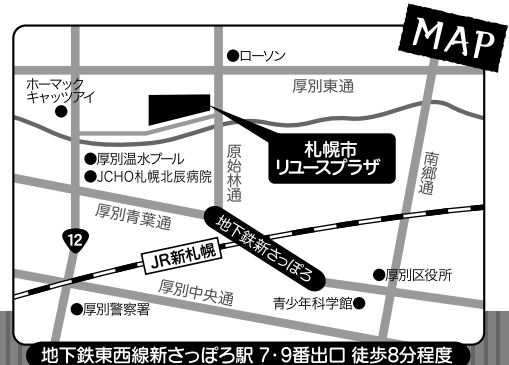 MAP
ローソン
厚別東通
ホーマック
キャッツアイ
札幌市
リユースプラザ
厚別温水プール
JCHO札幌北辰病院
原始林通
南郷通
厚別青葉通
地下鉄新さっぽろ
12
JR新札幌
厚別中央通
厚別区役所
青少年科学館
厚別警察署
地下鉄東西線新さっぽろ駅 7・9番出口 徒歩8分程度